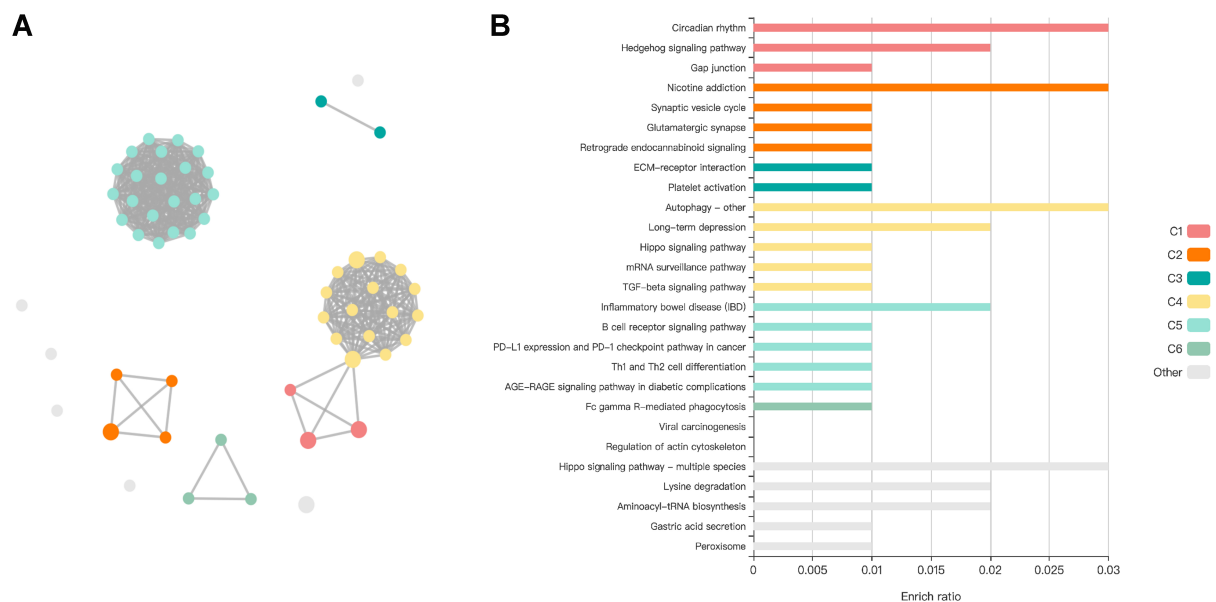 A
B
Circadian rhythm
Hedgehog signaling pathway
Gap junction
Nicotine addiction
Synaptic vesicle cycle
Glutamatergic synapse
Retrograde endocannabinoid signaling
ECM−receptor interaction
Platelet activation
Autophagy − other
Long−term depression
Hippo signaling pathway
mRNA surveillance pathway
TGF−beta signaling pathway
Inflammatory bowel disease (IBD)
B cell receptor signaling pathway
PD−L1 expression and PD−1 checkpoint pathway in cancer
Th1 and Th2 cell differentiation
AGE−RAGE signaling pathway in diabetic complications
Fc gamma R−mediated phagocytosis
Viral carcinogenesis
Regulation of actin cytoskeleton
Hippo signaling pathway − multiple species
Lysine degradation
Aminoacyl−tRNA biosynthesis
Gastric acid secretion
Peroxisome
0 0.005 0.01 0.015 0.02 0.025 0.03
Enrich ratio
C1
C2
C3
C4
C5
C6
Other